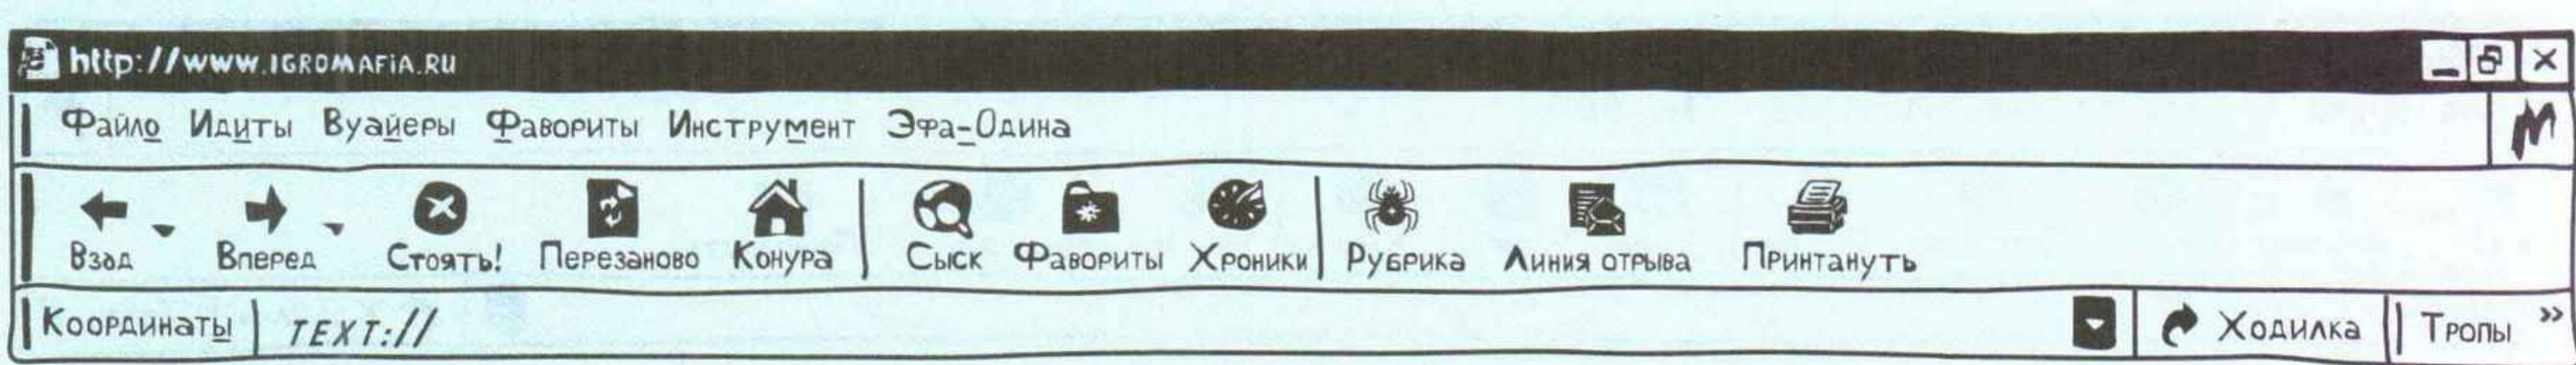 http://www.IGROMAFiA.RU
Файло Идиты Вуайеры Фавориты Инструмент Эфа-Одина
Взад Вперед Стоять! Перезаново Конура Сыск Фавориты Хроники Рубрика Линия отрыва Принтануть
Координаты TEXT:// Ходилка Тропы »